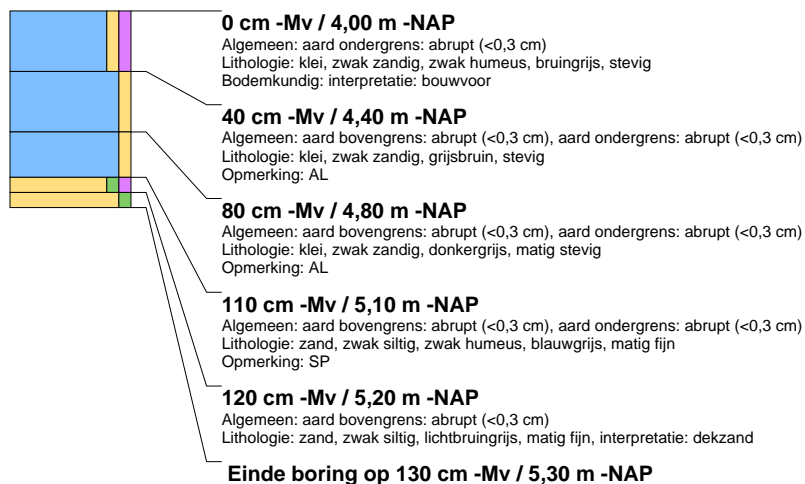 0 cm -Mv / 4,00 m -NAP
Algemeen: aard ondergrens: abrupt (<0,3 cm)
Lithologie: klei, zwak zandig, zwak humeus, bruingrijs, stevig
Bodemkundig: interpretatie: bouwvoor
40 cm -Mv / 4,40 m -NAP
Algemeen: aard bovengrens: abrupt (<0,3 cm), aard ondergrens: abrupt (<0,3 cm)
Lithologie: klei, zwak zandig, grijsbruin, stevig
Opmerking: AL
80 cm -Mv / 4,80 m -NAP
Algemeen: aard bovengrens: abrupt (<0,3 cm), aard ondergrens: abrupt (<0,3 cm)
Lithologie: klei, zwak zandig, donkergrijs, matig stevig
Opmerking: AL
110 cm -Mv / 5,10 m -NAP
Algemeen: aard bovengrens: abrupt (<0,3 cm), aard ondergrens: abrupt (<0,3 cm)
Lithologie: zand, zwak siltig, zwak humeus, blauwgrijs, matig fijn
Opmerking: SP
120 cm -Mv / 5,20 m -NAP
Algemeen: aard bovengrens: abrupt (<0,3 cm)
Lithologie: zand, zwak siltig, lichtbruingrijs, matig fijn, interpretatie: dekzand
Einde boring op 130 cm -Mv / 5,30 m -NAP